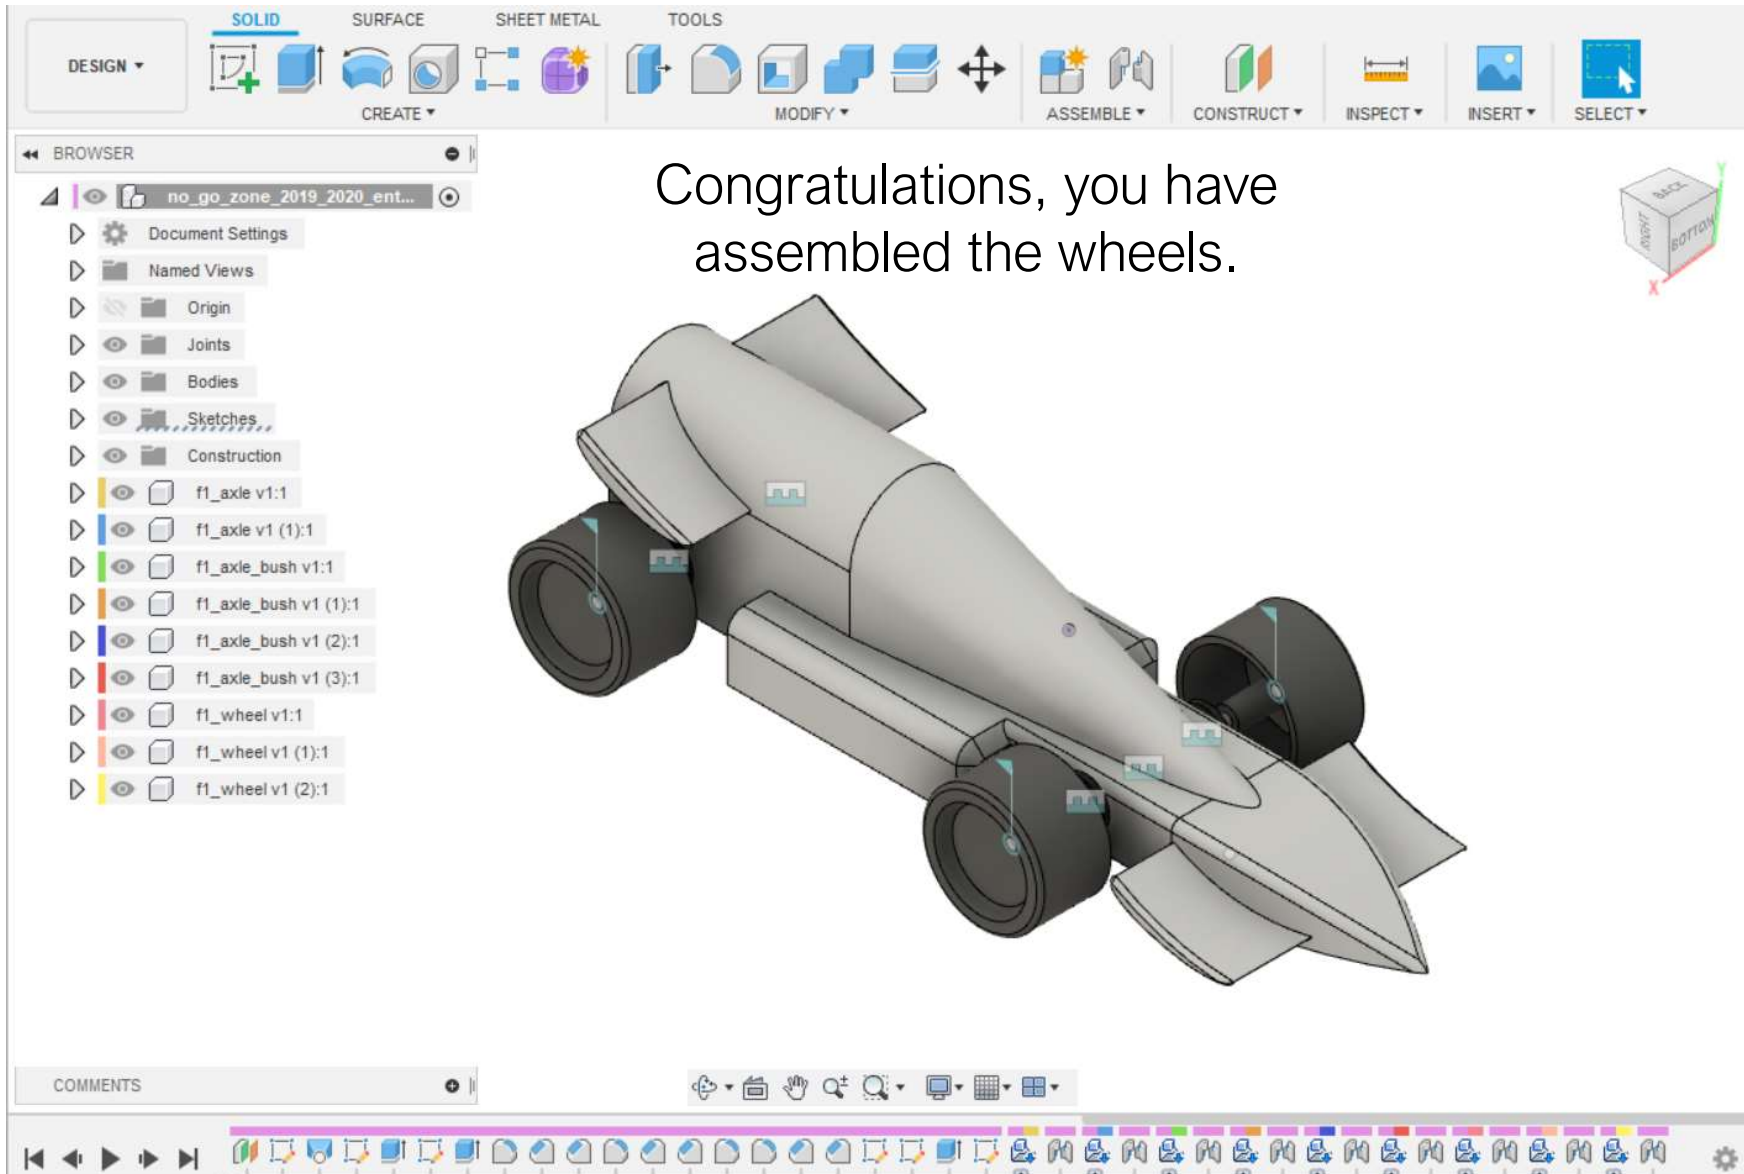 SOLID SURFACE SHEET METAL TOOLS
DESIGN ▾
CREATE ▾ MODIFY ▾ ASSEMBLE ▾ CONSTRUCT ▾ INSPECT ▾ INSERT ▾ SELECT ▾
BROWSER
Congratulations, you have
assembled the wheels.
no_go_zone_2019_2020_ent...
Document Settings
Named Views
Origin
Joints
Bodies
Sketches
Construction
f1_axle v1:1
f1_axle v1 (1):1
f1_axle_bush v1:1
f1_axle_bush v1 (1):1
f1_axle_bush v1 (2):1
f1_axle_bush v1 (3):1
f1_wheel v1:1
f1_wheel v1 (1):1
f1_wheel v1 (2):1
BACK
RIGHT
BOTTOM
Y
X
COMMENTS